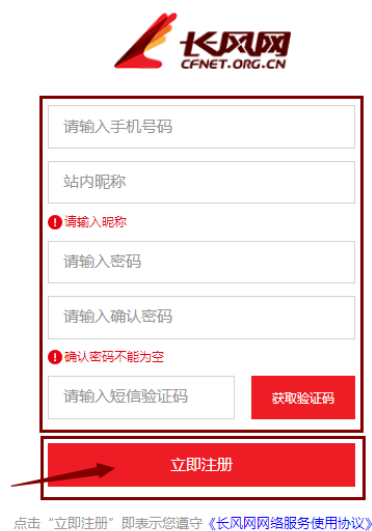 长风网
CFNET.ORG.CN
请输入手机号码
站内昵称
请输入昵称
请输入密码
请输入确认密码
确认密码不能为空
请输入短信验证码 获取验证码
立即注册
点击“立即注册”即表示您遵守《长风网网络服务使用协议》